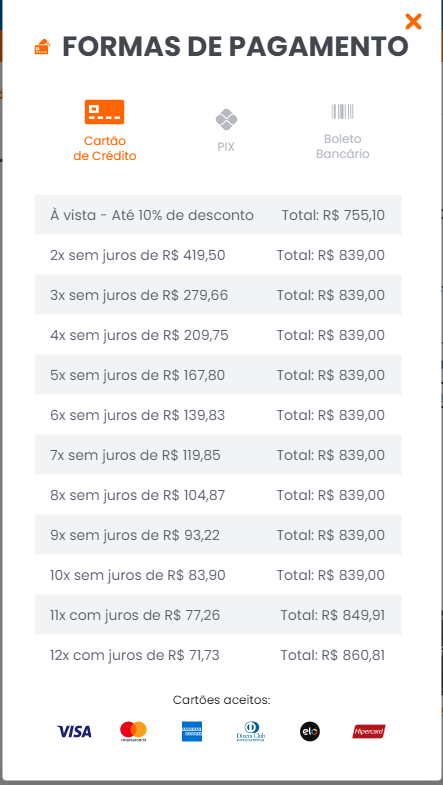 FORMAS DE PAGAMENTO
Cartão
de Crédito
PIX
Boleto
Bancário
À vista - Até 10% de desconto Total: R$ 755,10
2x sem juros de R$ 419,50 Total: R$ 839,00
3x sem juros de R$ 279,66 Total: R$ 839,00
4x sem juros de R$ 209,75 Total: R$ 839,00
5x sem juros de R$ 167,80 Total: R$ 839,00
6x sem juros de R$ 139,83 Total: R$ 839,00
7x sem juros de R$ 119,85 Total: R$ 839,00
8x sem juros de R$ 104,87 Total: R$ 839,00
9x sem juros de R$ 93,22 Total: R$ 839,00
10x sem juros de R$ 83,90 Total: R$ 839,00
11x com juros de R$ 77,26 Total: R$ 849,91
12x com juros de R$ 71,73 Total: R$ 860,81
Cartões aceitos:
VISA mastercard AMERICAN EXPRESS Diners Club INTERNATIONAL elo Hipercard